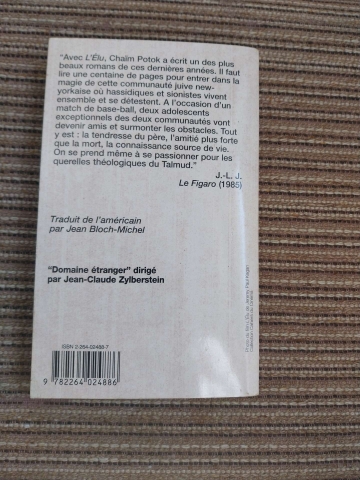 "Avec L'Élu, Chaïm Potok a écrit un des plus
beaux romans de ces dernières années. Il faut
lire une centaine de pages pour entrer dans la
magie de cette communauté juive new-
yorkaise où hassidiques et sionistes vivent
ensemble et se détestent. A l'occasion d'un
match de base-ball, deux adolescents
exceptionnels des deux communautés vont
devenir amis et surmonter les obstacles. Tout
y est : la tendresse du père, l'amitié plus forte
que la mort, la connaissance source de vie.
On se prend même à se passionner pour les
querelles théologiques du Talmud."
J.-L. J.
Le Figaro (1985)
Traduit de l'américain
par Jean Bloch-Michel
"Domaine étranger" dirigé
par Jean-Claude Zylberstein
ISBN 2-264-02488-7
9 782264 024886